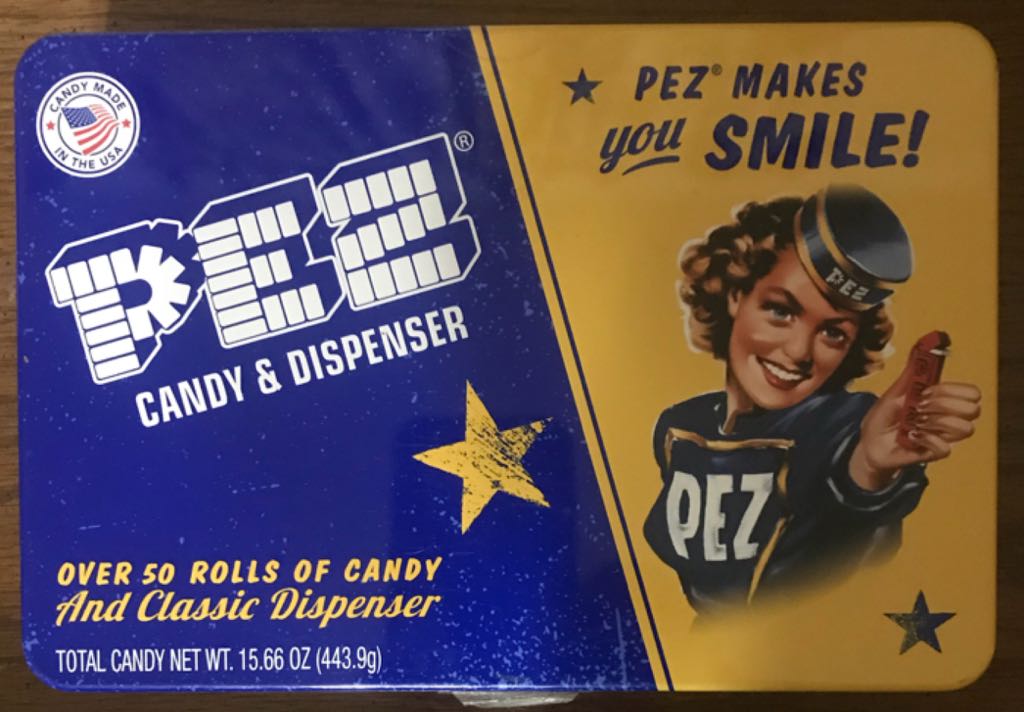 CANDY MADE
IN THE USA
PEZ®
CANDY & DISPENSER
OVER 50 ROLLS OF CANDY
And Classic Dispenser
TOTAL CANDY NET WT. 15.66 OZ (443.9g)
PEZ® MAKES
you SMILE!
PEZ
PEZ